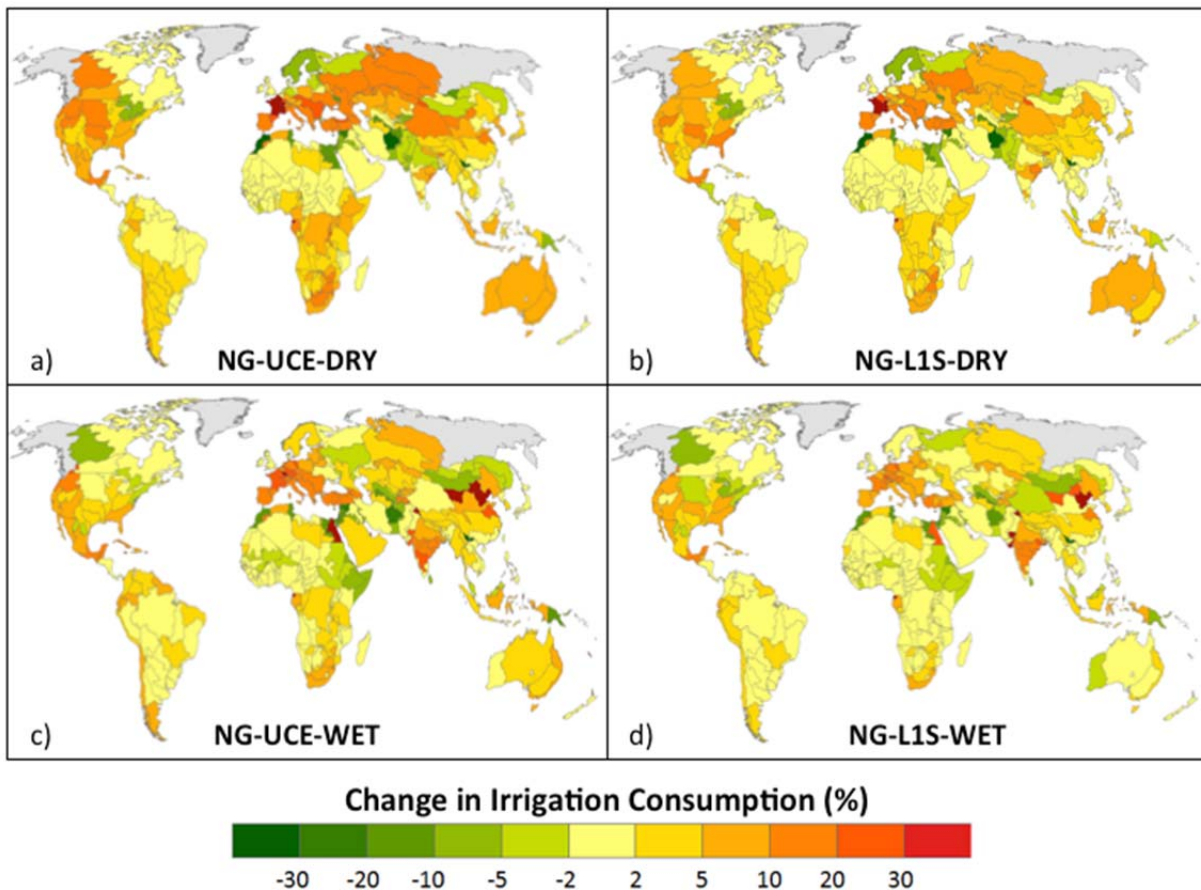 a) NG-UCE-DRY
b) NG-L1S-DRY
c) NG-UCE-WET
d) NG-L1S-WET
Change in Irrigation Consumption (%)
-30 -20 -10 -5 -2 2 5 10 20 30